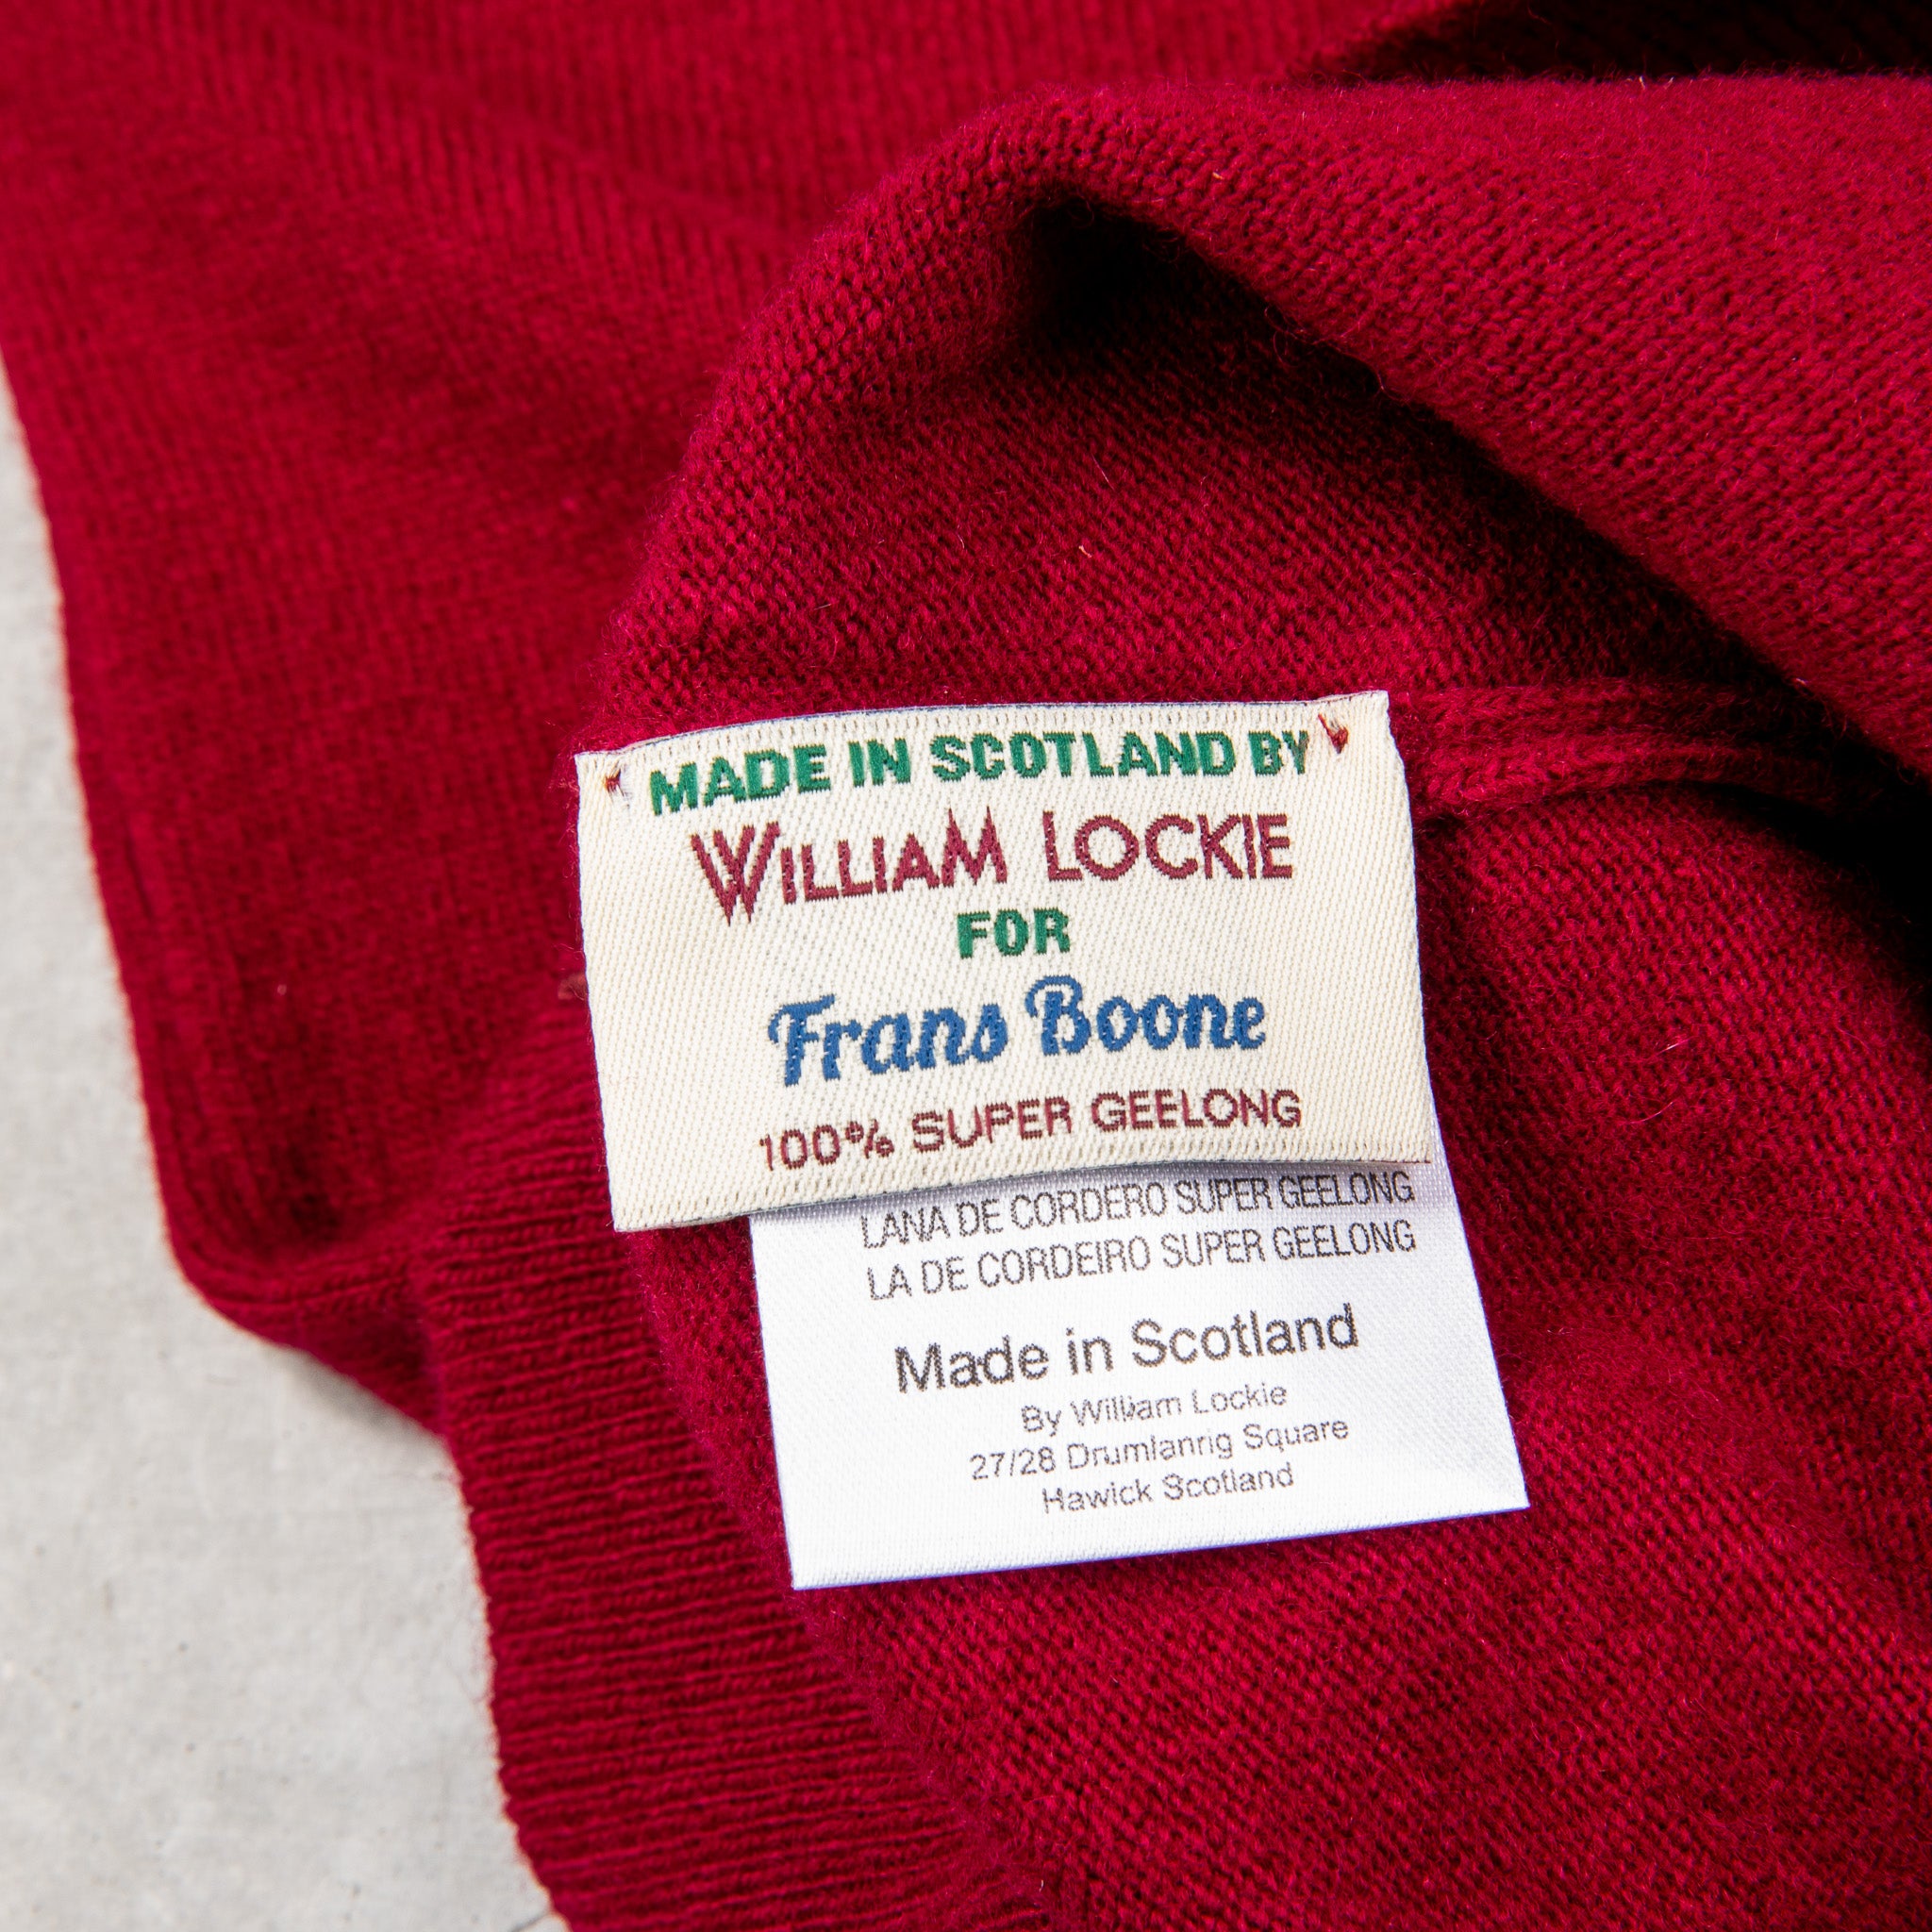 MADE IN SCOTLAND BY
WILLIAM LOCKIE
FOR
Frans Boone
100% SUPER GEELONG
LANA DE CORDERO SUPER GEELONG
LA DE CORDEIRO SUPER GEELONG
Made in Scotland
By William Lockie
27/28 Drumlanrig Square
Hawick Scotland